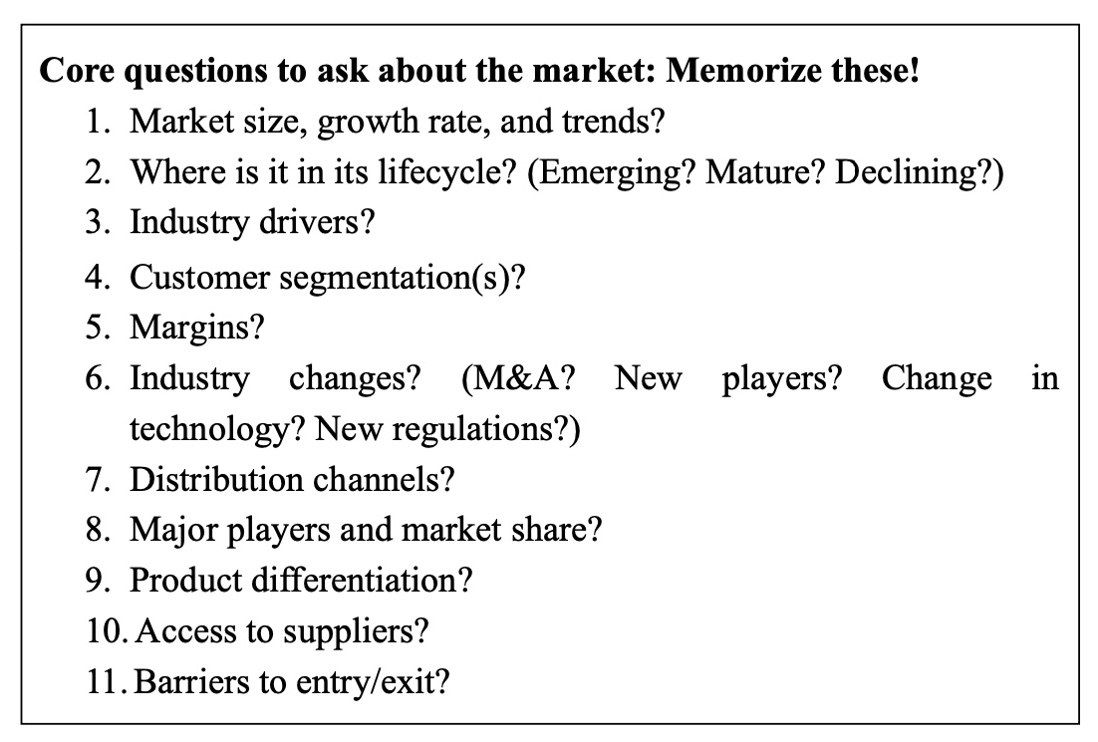 Core questions to ask about the market: Memorize these!
1. Market size, growth rate, and trends?
2. Where is it in its lifecycle? (Emerging? Mature? Declining?)
3. Industry drivers?
4. Customer segmentation(s)?
5. Margins?
6. Industry changes? (M&A? New players? Change in
technology? New regulations?)
7. Distribution channels?
8. Major players and market share?
9. Product differentiation?
10. Access to suppliers?
11. Barriers to entry/exit?